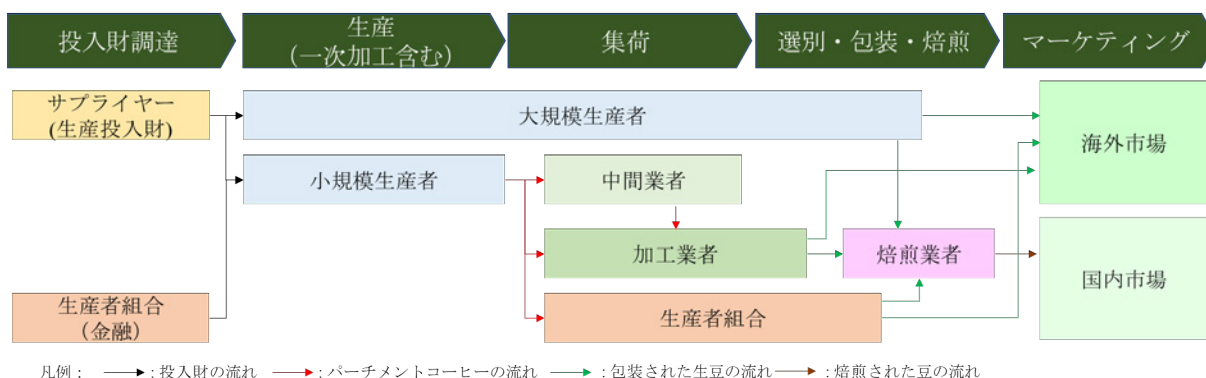 投入財調達
生産
（一次加工含む）
集荷
選別・包装・焙煎
マーケティング
サプライヤー
(生産投入財)
大規模生産者
海外市場
小規模生産者
中間業者
加工業者
焙煎業者
国内市場
生産者組合
（金融）
生産者組合
凡例： : 投入財の流れ : パーチメントコーヒーの流れ : 包装された生豆の流れ : 焙煎された豆の流れ